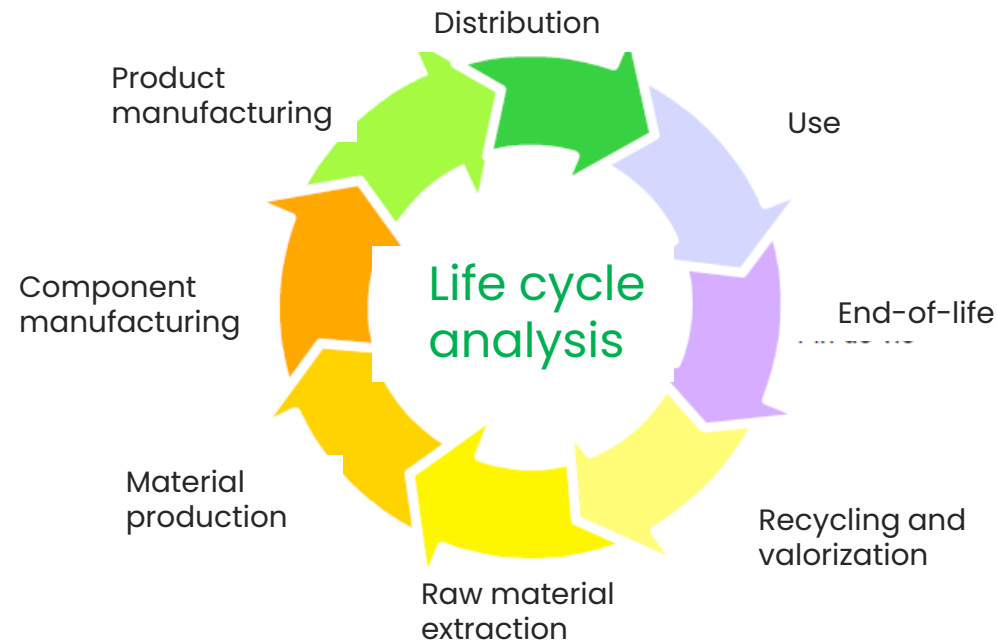 Distribution
Product
manufacturing
Use
Life cycle
analysis
Component
manufacturing
End-of-life
Material
production
Recycling and
valorization
Raw material
extraction